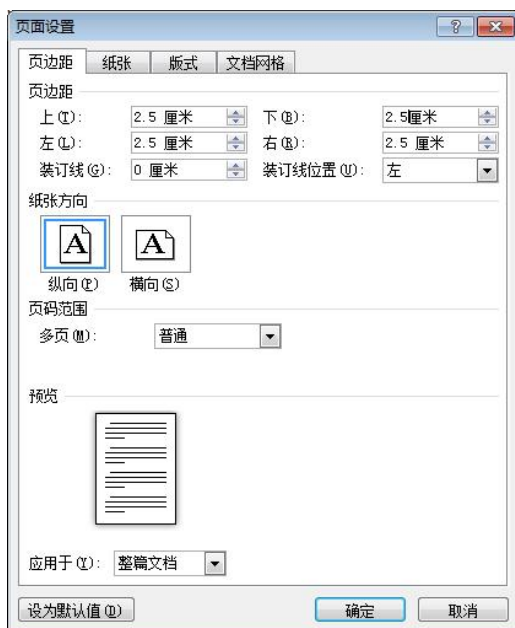 页面设置
页边距 纸张 版式 文档网格
页边距
上(T): 2.5 厘米 下(B): 2.5厘米
左(L): 2.5 厘米 右(R): 2.5 厘米
装订线(G): 0 厘米 装订线位置(U): 左
纸张方向
A A
纵向(P) 横向(S)
页码范围
多页(M): 普通
预览
应用于(Y): 整篇文档
设为默认值(D) 确定 取消